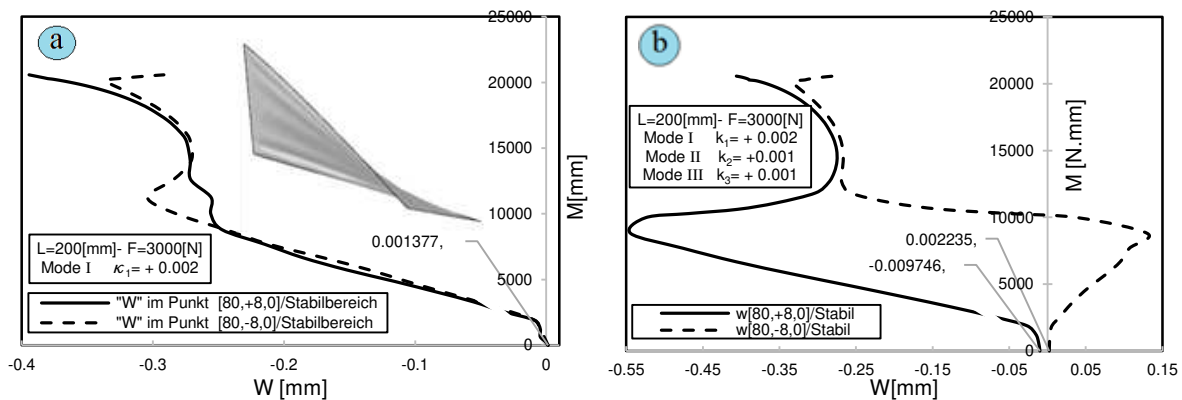 a
25000
20000
15000
10000
5000
0
M[mm]
L=200[mm]- F=3000[N]
Mode I κ1= + 0.002
0.001377,
"W" im Punkt [80,+8,0]/Stabilbereich
"W" im Punkt [80,-8,0]/Stabilbereich
-0.4 -0.3 -0.2 -0.1 0
W [mm]
b
25000
20000
15000
10000
5000
0
M [N.mm]
L=200[mm]- F=3000[N]
Mode I k1= + 0.002
Mode II k2= +0.001
Mode III k3= + 0.001
0.002235,
-0.009746,
w[80,+8,0]/Stabil
w[80,-8,0]/Stabil
-0.55 -0.45 -0.35 -0.25 -0.15 -0.05 0.05 0.15
W[mm]